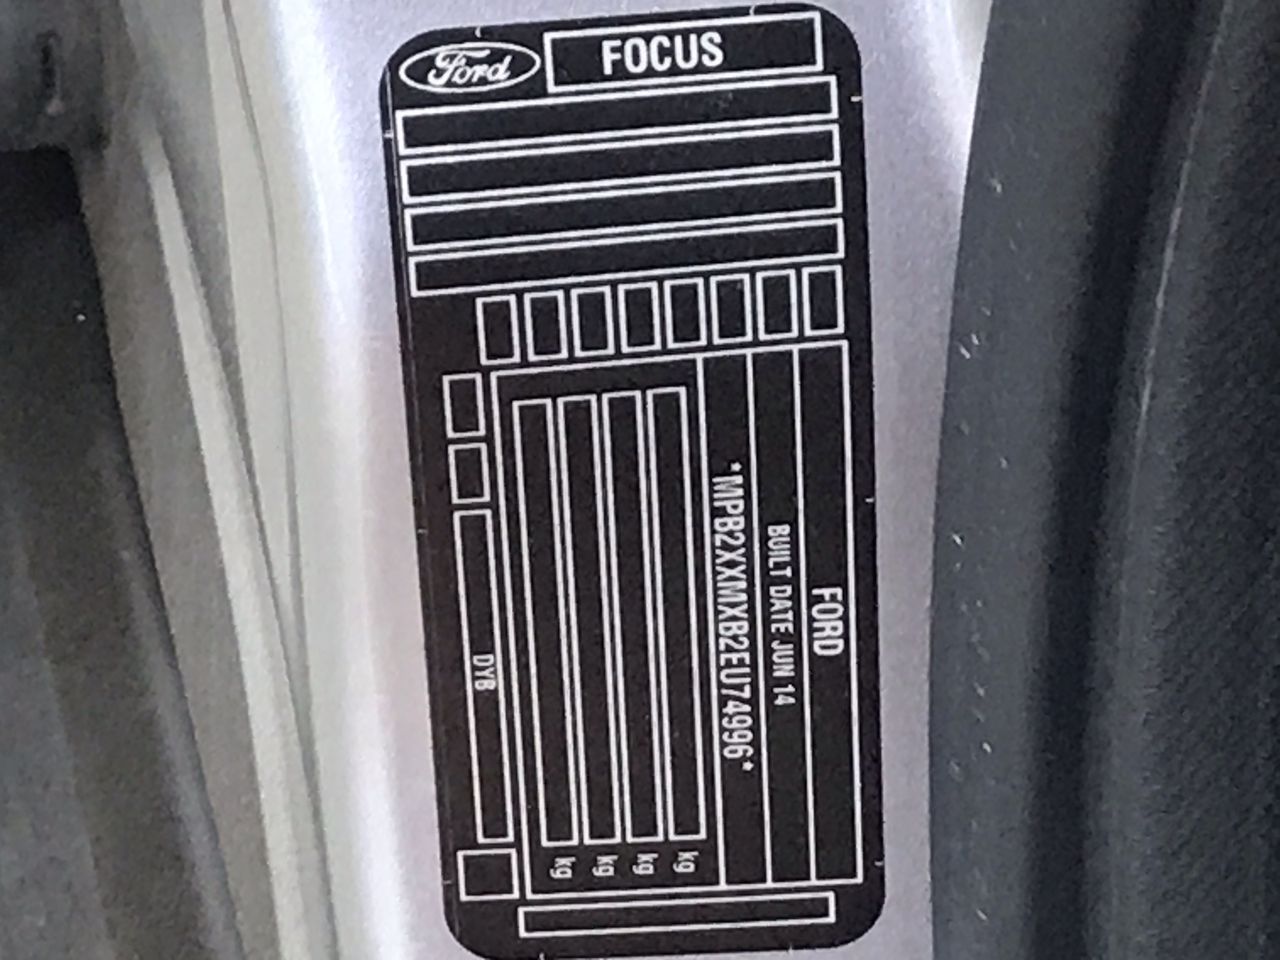 Ford
FOCUS
FORD
BUILT DATE JUN 14
*MPB2XXMXB2EU74996*
kg
kg
kg
kg
DYB